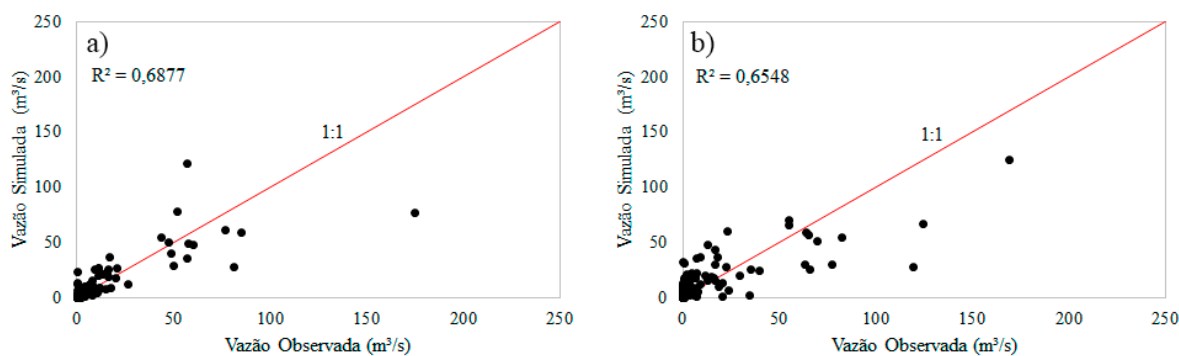 a)
R² = 0,6877
1:1
Vazão Simulada (m³/s)
250
200
150
100
50
0
0 50 100 150 200 250
Vazão Observada (m³/s)
b)
R² = 0,6548
1:1
Vazão Simulada (m³/s)
250
200
150
100
50
0
0 50 100 150 200 250
Vazão Observada (m³/s)